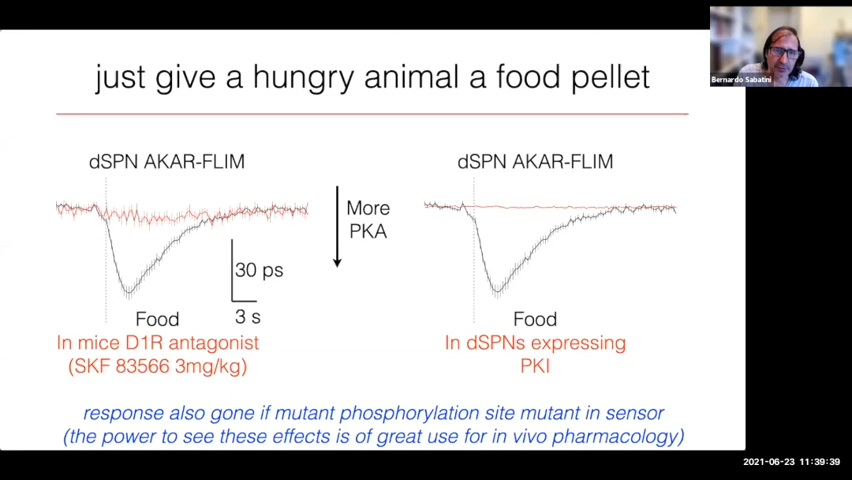 just give a hungry animal a food pellet
Bernardo Sabatini
dSPN AKAR-FLIM
dSPN AKAR-FLIM
More
PKA
30 ps
3 s
Food
In mice D1R antagonist
(SKF 83566 3mg/kg)
Food
In dSPNs expressing
PKI
response also gone if mutant phosphorylation site mutant in sensor
(the power to see these effects is of great use for in vivo pharmacology)
2021-06-23 11:39:39